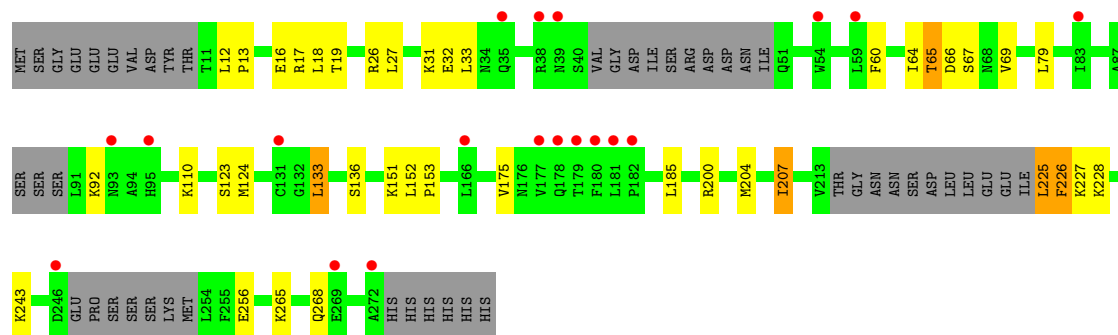 MET SER GLY GLU GLU GLU VAL ASP TYR THR T11 L12 P13 E16 R17 L18 T19 R26 L27 K31 E32 L33 N34 Q35 R38 N39 S40 VAL GLY ASP ASP ILE SER ARG ASP ASP ASN ILE Q51 W54 L59 F60 I64 T65 D66 S67 N68 V69 L79 I83 A87
SER SER SER L91 K92 N93 A94 H95 K110 S123 M124 C131 G132 L133 S136 K151 L152 P153 L166 V175 N176 V177 Q178 T179 F180 L181 P182 L185 R200 M204 I207 V213 THR GLY ASN ASN SER ASP LEU LEU GLU GLU ILE L225 F226 K227 K228
K243 D246 GLU PRO SER SER SER LYS MET L254 F255 E256 K265 Q268 E269 A272 HIS HIS HIS HIS HIS HIS